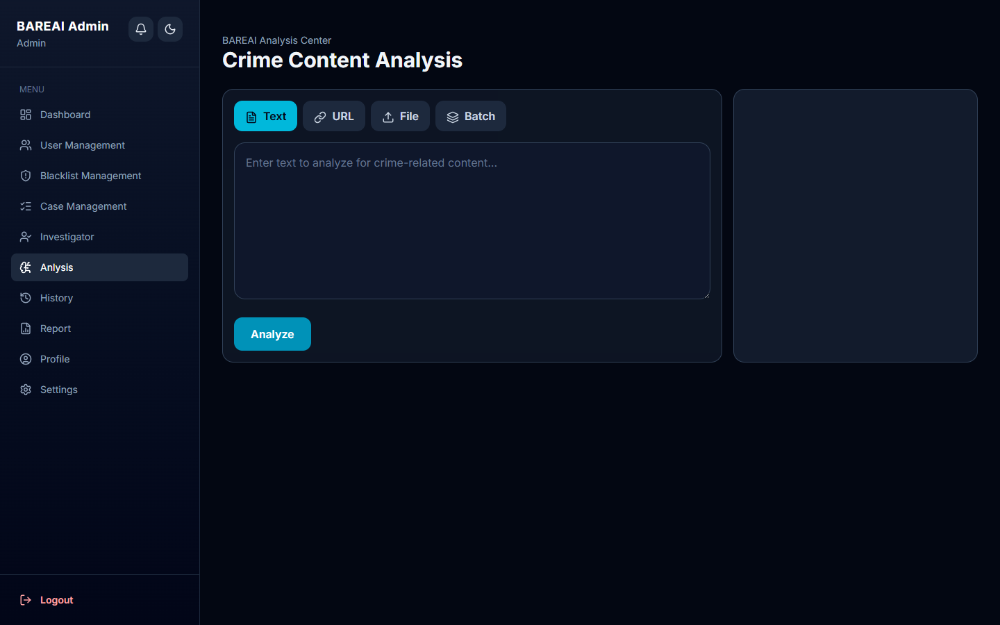 BAREAI Admin
Admin
MENU
Dashboard
User Management
Blacklist Management
Case Management
Investigator
Anlysis
History
Report
Profile
Settings
Logout
BAREAI Analysis Center
Crime Content Analysis
Text
URL
File
Batch
Enter text to analyze for crime-related content...
Analyze